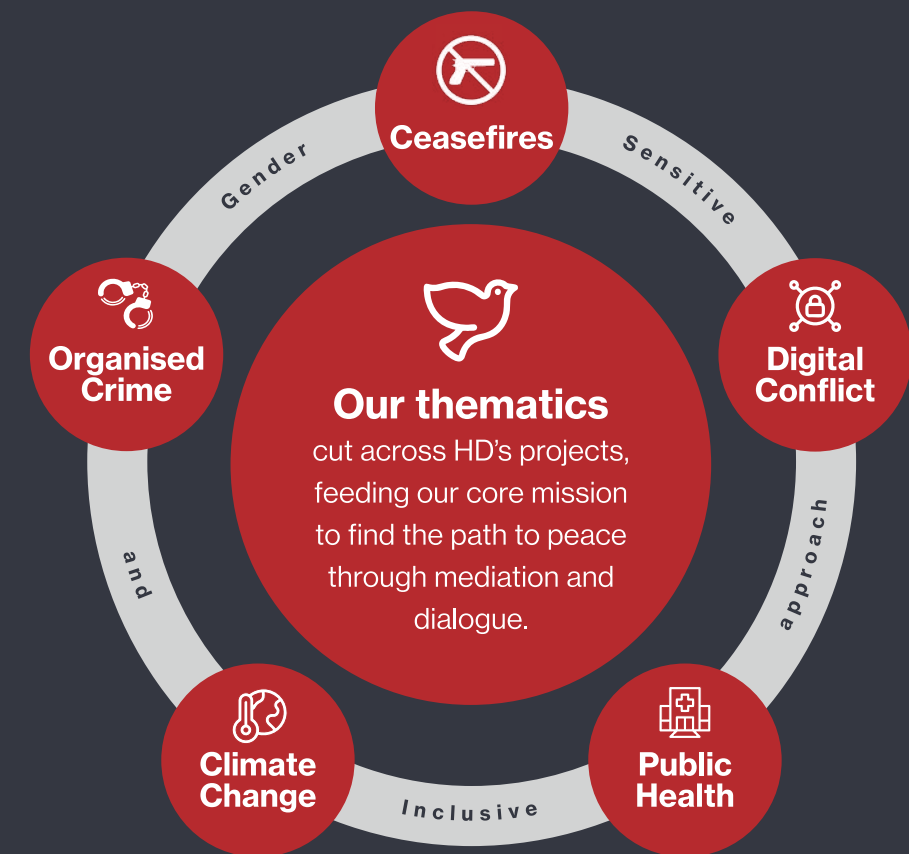 Ceasefires
Gender
Sensitive
Organised
Crime
Digital
Conflict
Our thematics
cut across HD’s projects,
feeding our core mission
to find the path to peace
through mediation and
dialogue.
and
approach
Climate
Change
Public
Health
Inclusive